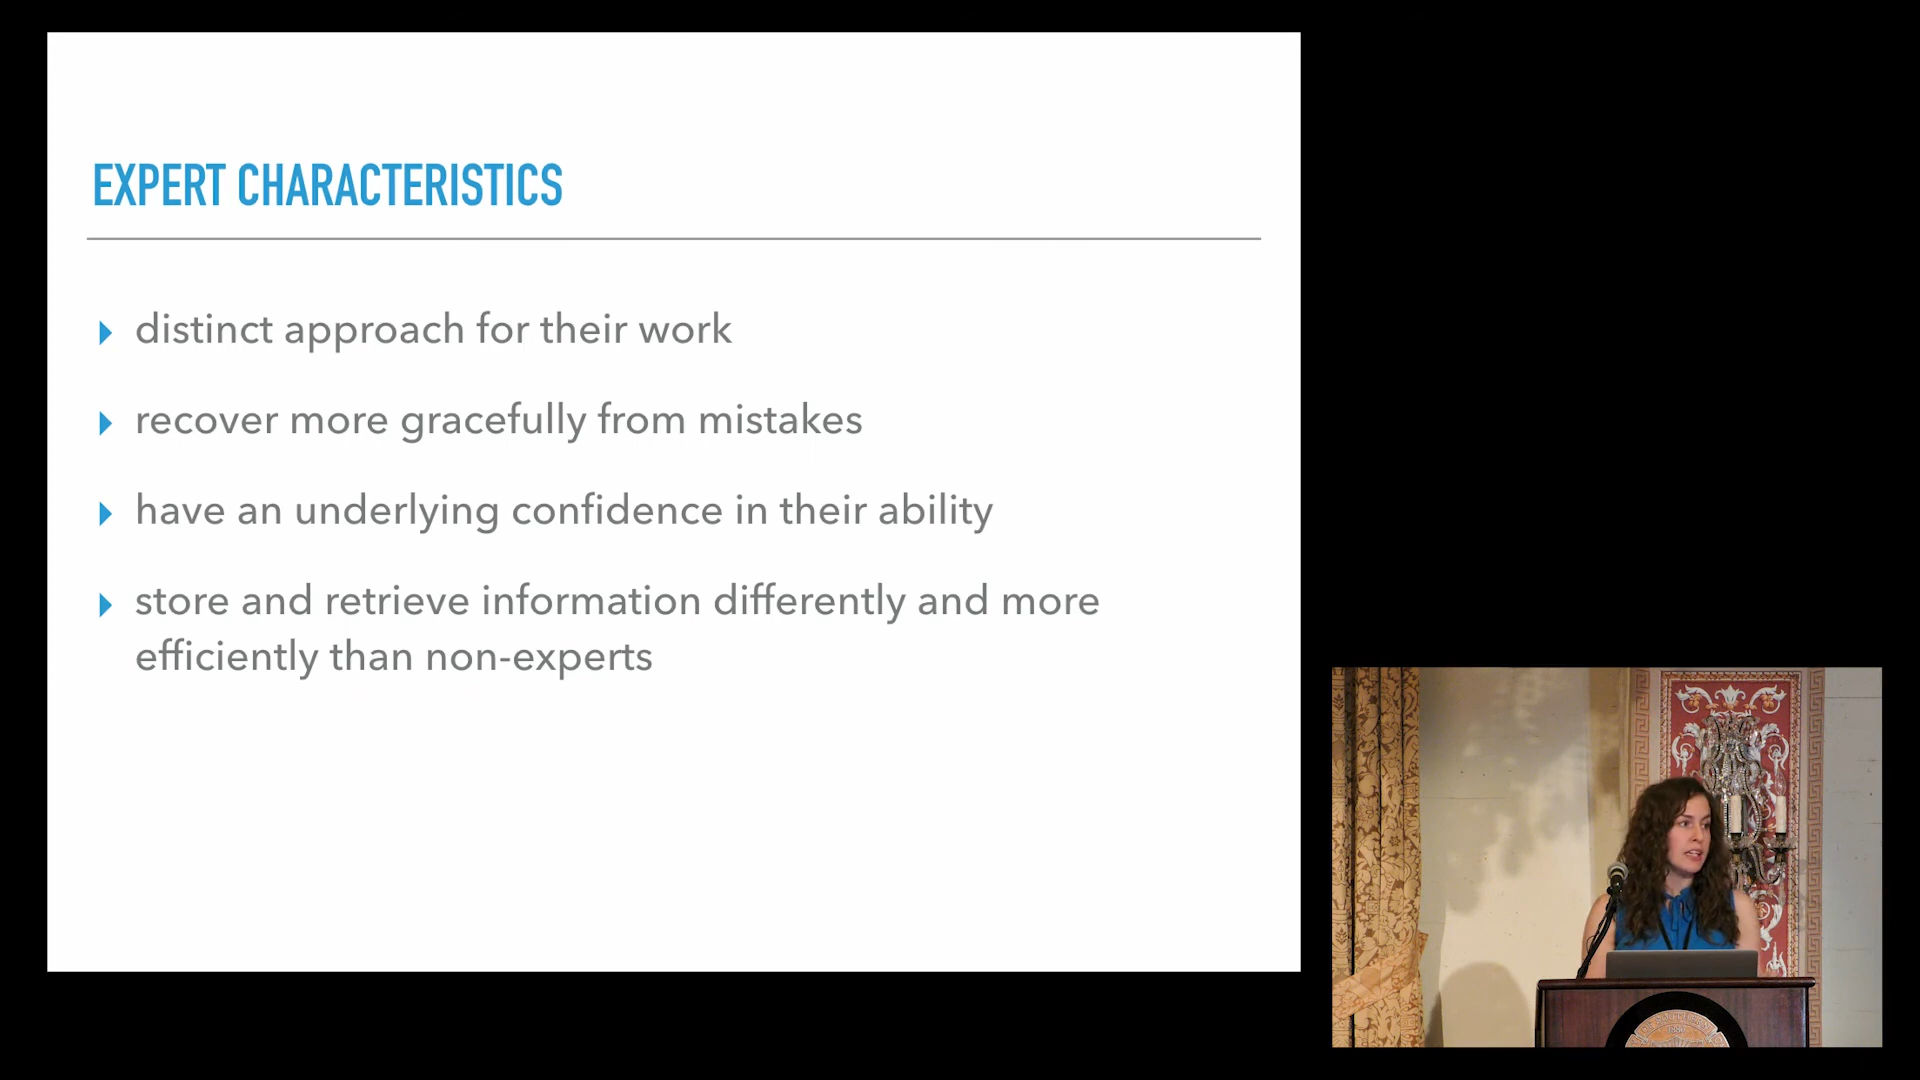 EXPERT CHARACTERISTICS
distinct approach for their work
recover more gracefully from mistakes
have an underlying confidence in their ability
store and retrieve information differently and more
efficiently than non-experts
1880